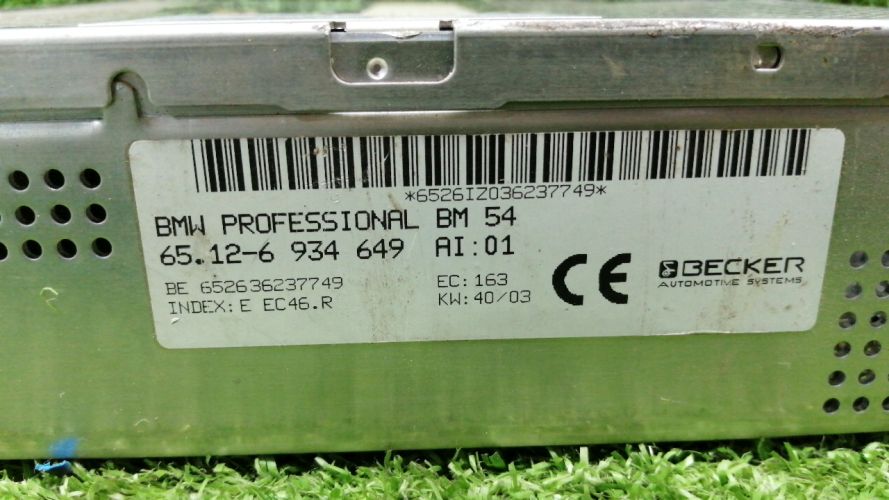 *6526IZ036237749*
BMW PROFESSIONAL BM 54
65.12-6 934 649 AI:01
BE 652636237749 EC: 163
INDEX: E EC46.R KW: 40/03
CE
BECKER
AUTOMOTIVE SYSTEMS